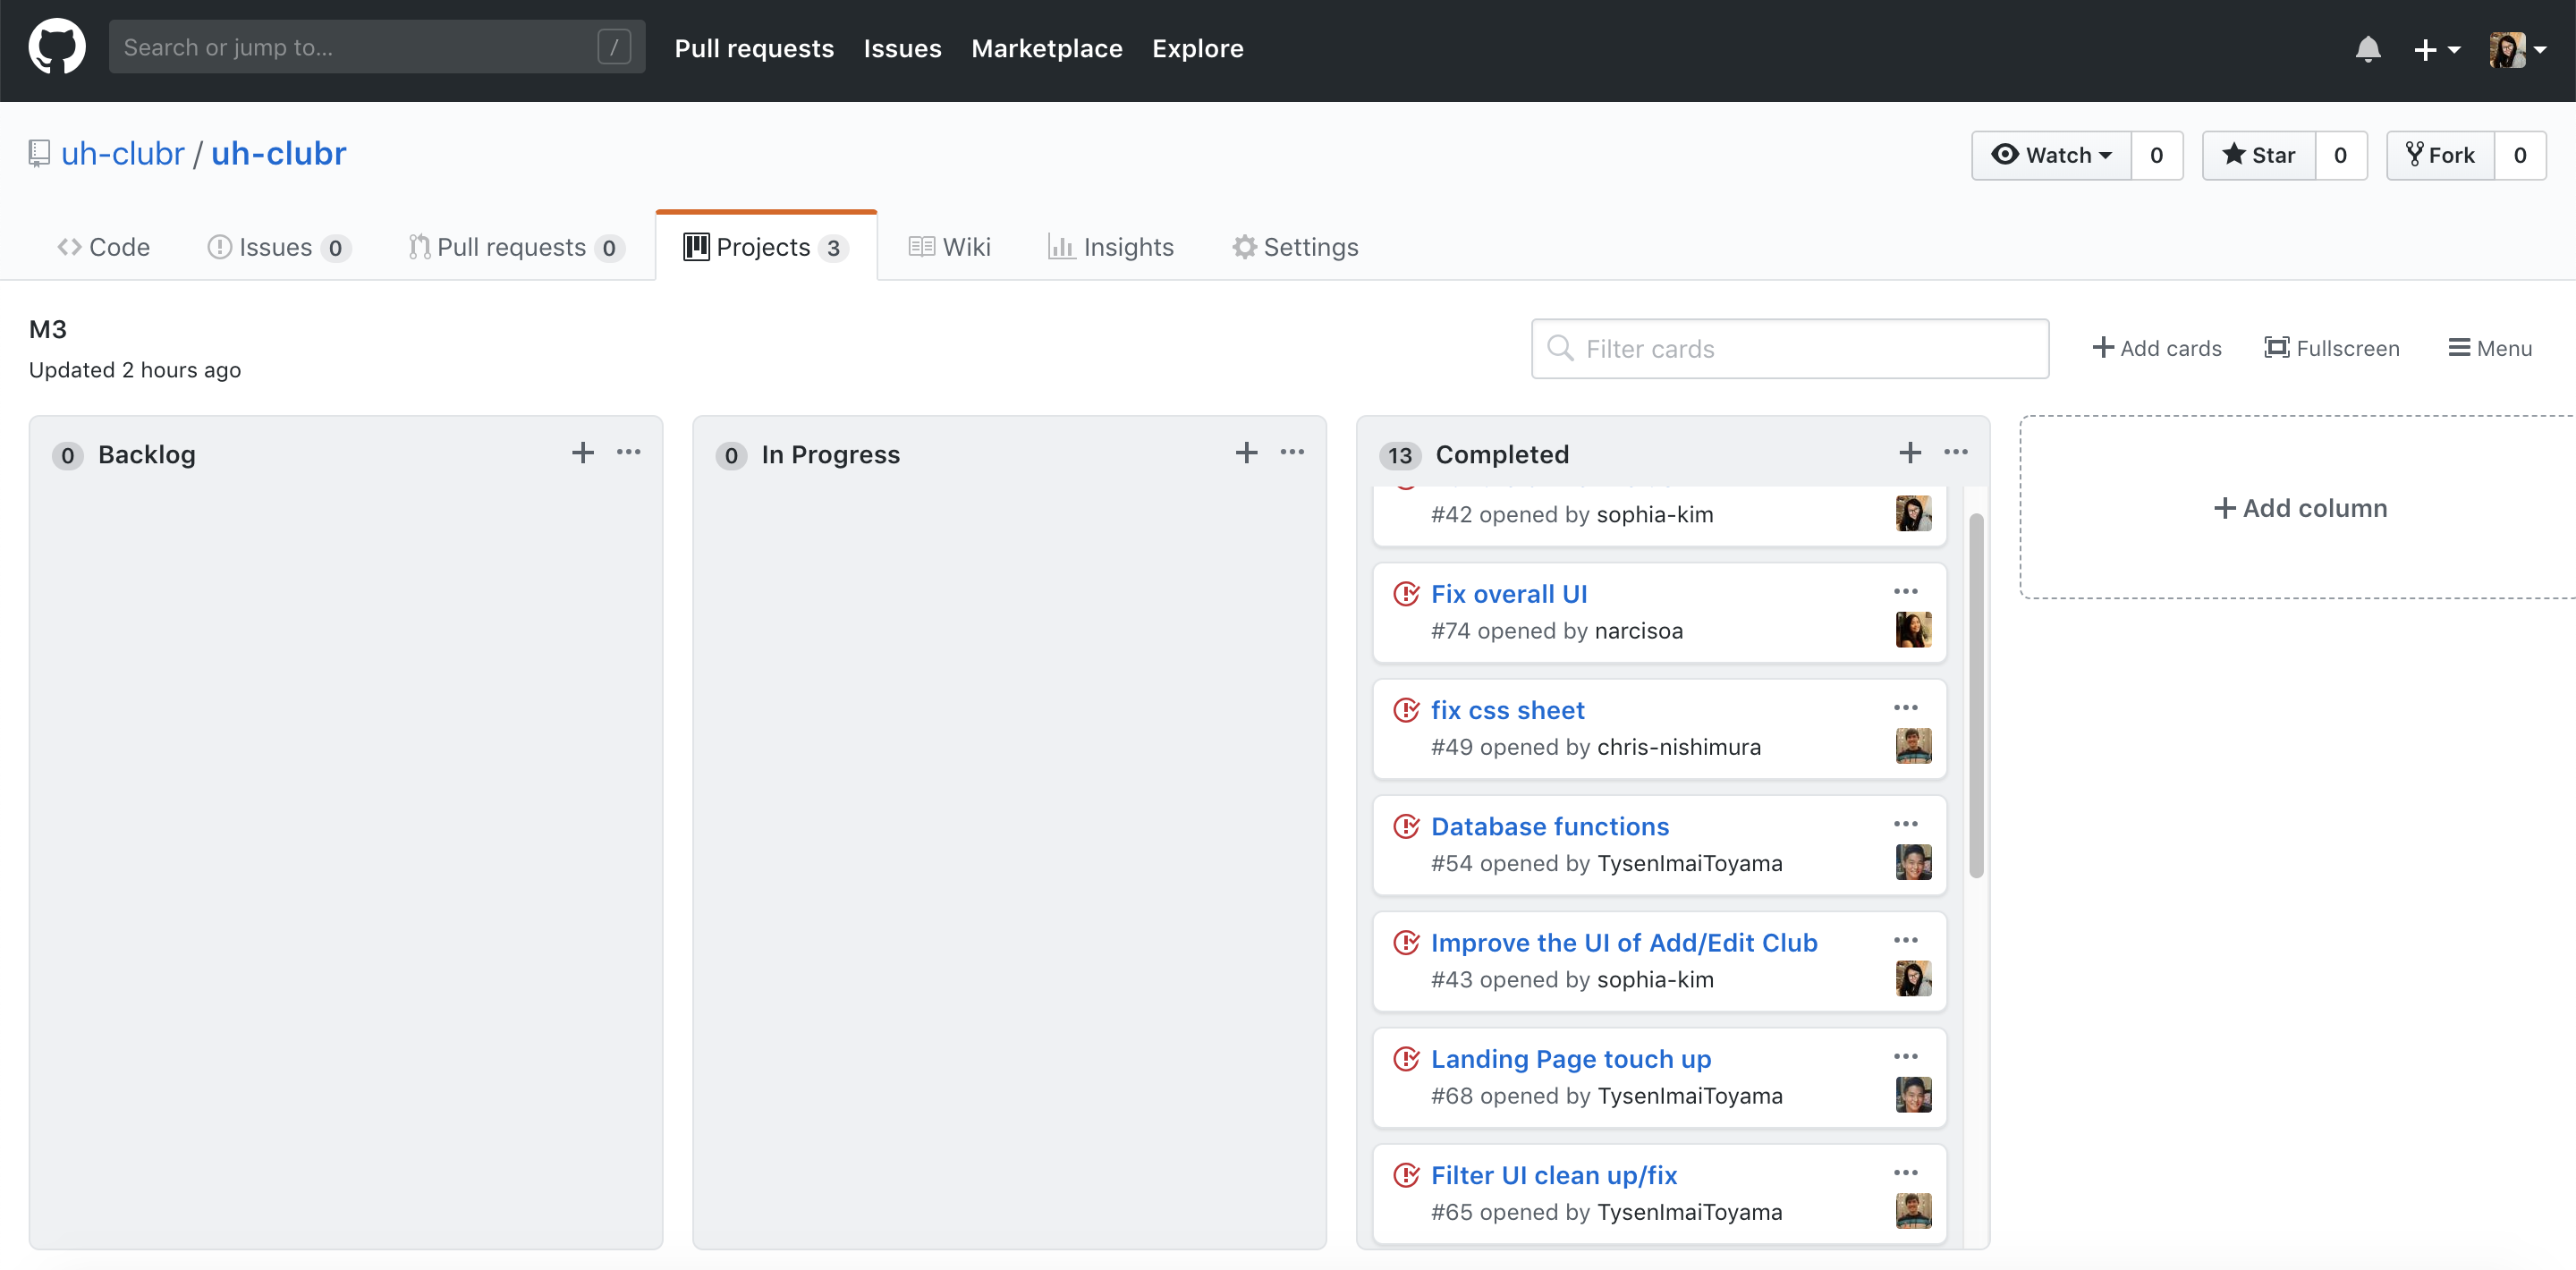 Search or jump to... /
Pull requests Issues Marketplace Explore
uh-clubr / uh-clubr
Watch 0 Star 0 Fork 0
Code Issues 0 Pull requests 0 Projects 3 Wiki Insights Settings
M3
Updated 2 hours ago
Filter cards
Add cards Fullscreen Menu
0 Backlog
0 In Progress
13 Completed
#42 opened by sophia-kim
Fix overall UI
#74 opened by narcisoa
fix css sheet
#49 opened by chris-nishimura
Database functions
#54 opened by TysenImaiToyama
Improve the UI of Add/Edit Club
#43 opened by sophia-kim
Landing Page touch up
#68 opened by TysenImaiToyama
Filter UI clean up/fix
#65 opened by TysenImaiToyama
Add column